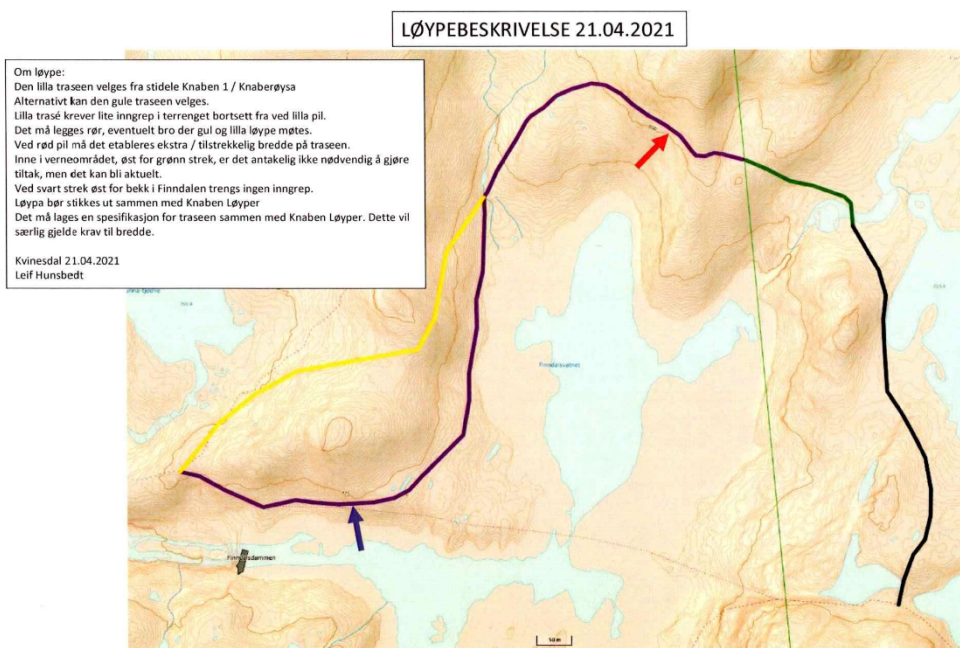 LØYPEBESKRIVELSE 21.04.2021
Om løype:
Den lilla traseen velges fra stidele Knaben 1 / Knaberøysa
Alternativt kan den gule traseen velges.
Lilla trasé krever lite inngrep i terrenget bortsett fra ved lilla pil.
Det må legges rør, eventuelt bro der gul og lilla løype møtes.
Ved rød pil må det etableres ekstra / tilstrekkelig bredde på traseen.
Inne i verneområdet, øst for grønn strek, er det antakelig ikke nødvendig å gjøre
tiltak, men det kan bli aktuelt.
Ved svart strek øst for bekk i Finndalen trengs ingen inngrep.
Løypa bør stikkes ut sammen med Knaben Løyper
Det må lages en spesifikasjon for traseen sammen med Knaben Løyper. Dette vil
særlig gjelde krav til bredde.
Kvinesdal 21.04.2021
Leif Hunsbedt